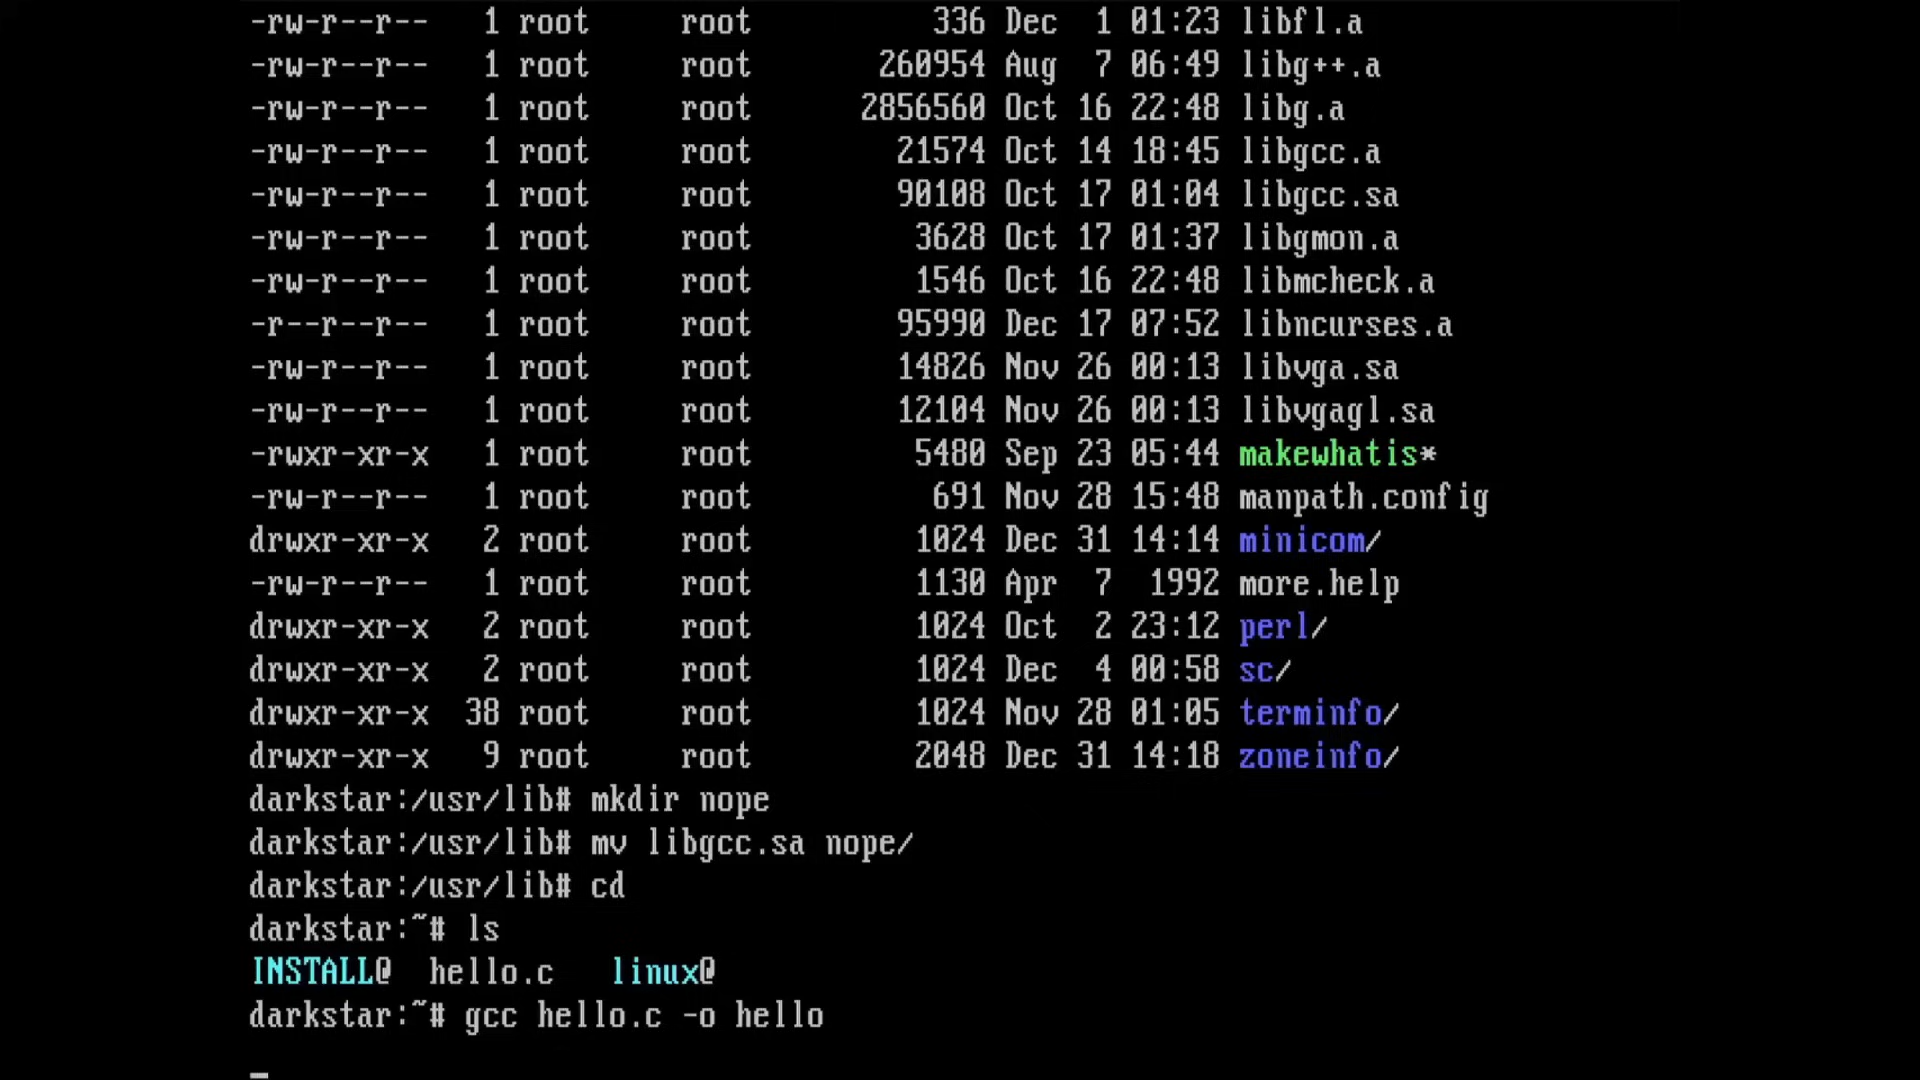 -rw-r--r--   1 root     root          336 Dec  1 01:23 libfl.a
-rw-r--r--   1 root     root       260954 Aug  7 06:49 libg++.a
-rw-r--r--   1 root     root      2856560 Oct 16 22:48 libg.a
-rw-r--r--   1 root     root        21574 Oct 14 18:45 libgcc.a
-rw-r--r--   1 root     root        90108 Oct 17 01:04 libgcc.sa
-rw-r--r--   1 root     root         3628 Oct 17 01:37 libgmon.a
-rw-r--r--   1 root     root         1546 Oct 16 22:48 libmcheck.a
-r--r--r--   1 root     root        95990 Dec 17 07:52 libncurses.a
-rw-r--r--   1 root     root        14826 Nov 26 00:13 libvga.sa
-rw-r--r--   1 root     root        12104 Nov 26 00:13 libvgagl.sa
-rwxr-xr-x   1 root     root         5480 Sep 23 05:44 makewhatis*
-rw-r--r--   1 root     root          691 Nov 28 15:48 manpath.config
drwxr-xr-x   2 root     root         1024 Dec 31 14:14 minicom/
-rw-r--r--   1 root     root         1130 Apr  7  1992 more.help
drwxr-xr-x   2 root     root         1024 Oct  2 23:12 perl/
drwxr-xr-x   2 root     root         1024 Dec  4 00:58 sc/
drwxr-xr-x  38 root     root         1024 Nov 28 01:05 terminfo/
drwxr-xr-x   9 root     root         2048 Dec 31 14:18 zoneinfo/
darkstar:/usr/lib# mkdir nope
darkstar:/usr/lib# mv libgcc.sa nope/
darkstar:/usr/lib# cd
darkstar:~# ls
INSTALL@  hello.c   linux@
darkstar:~# gcc hello.c -o hello